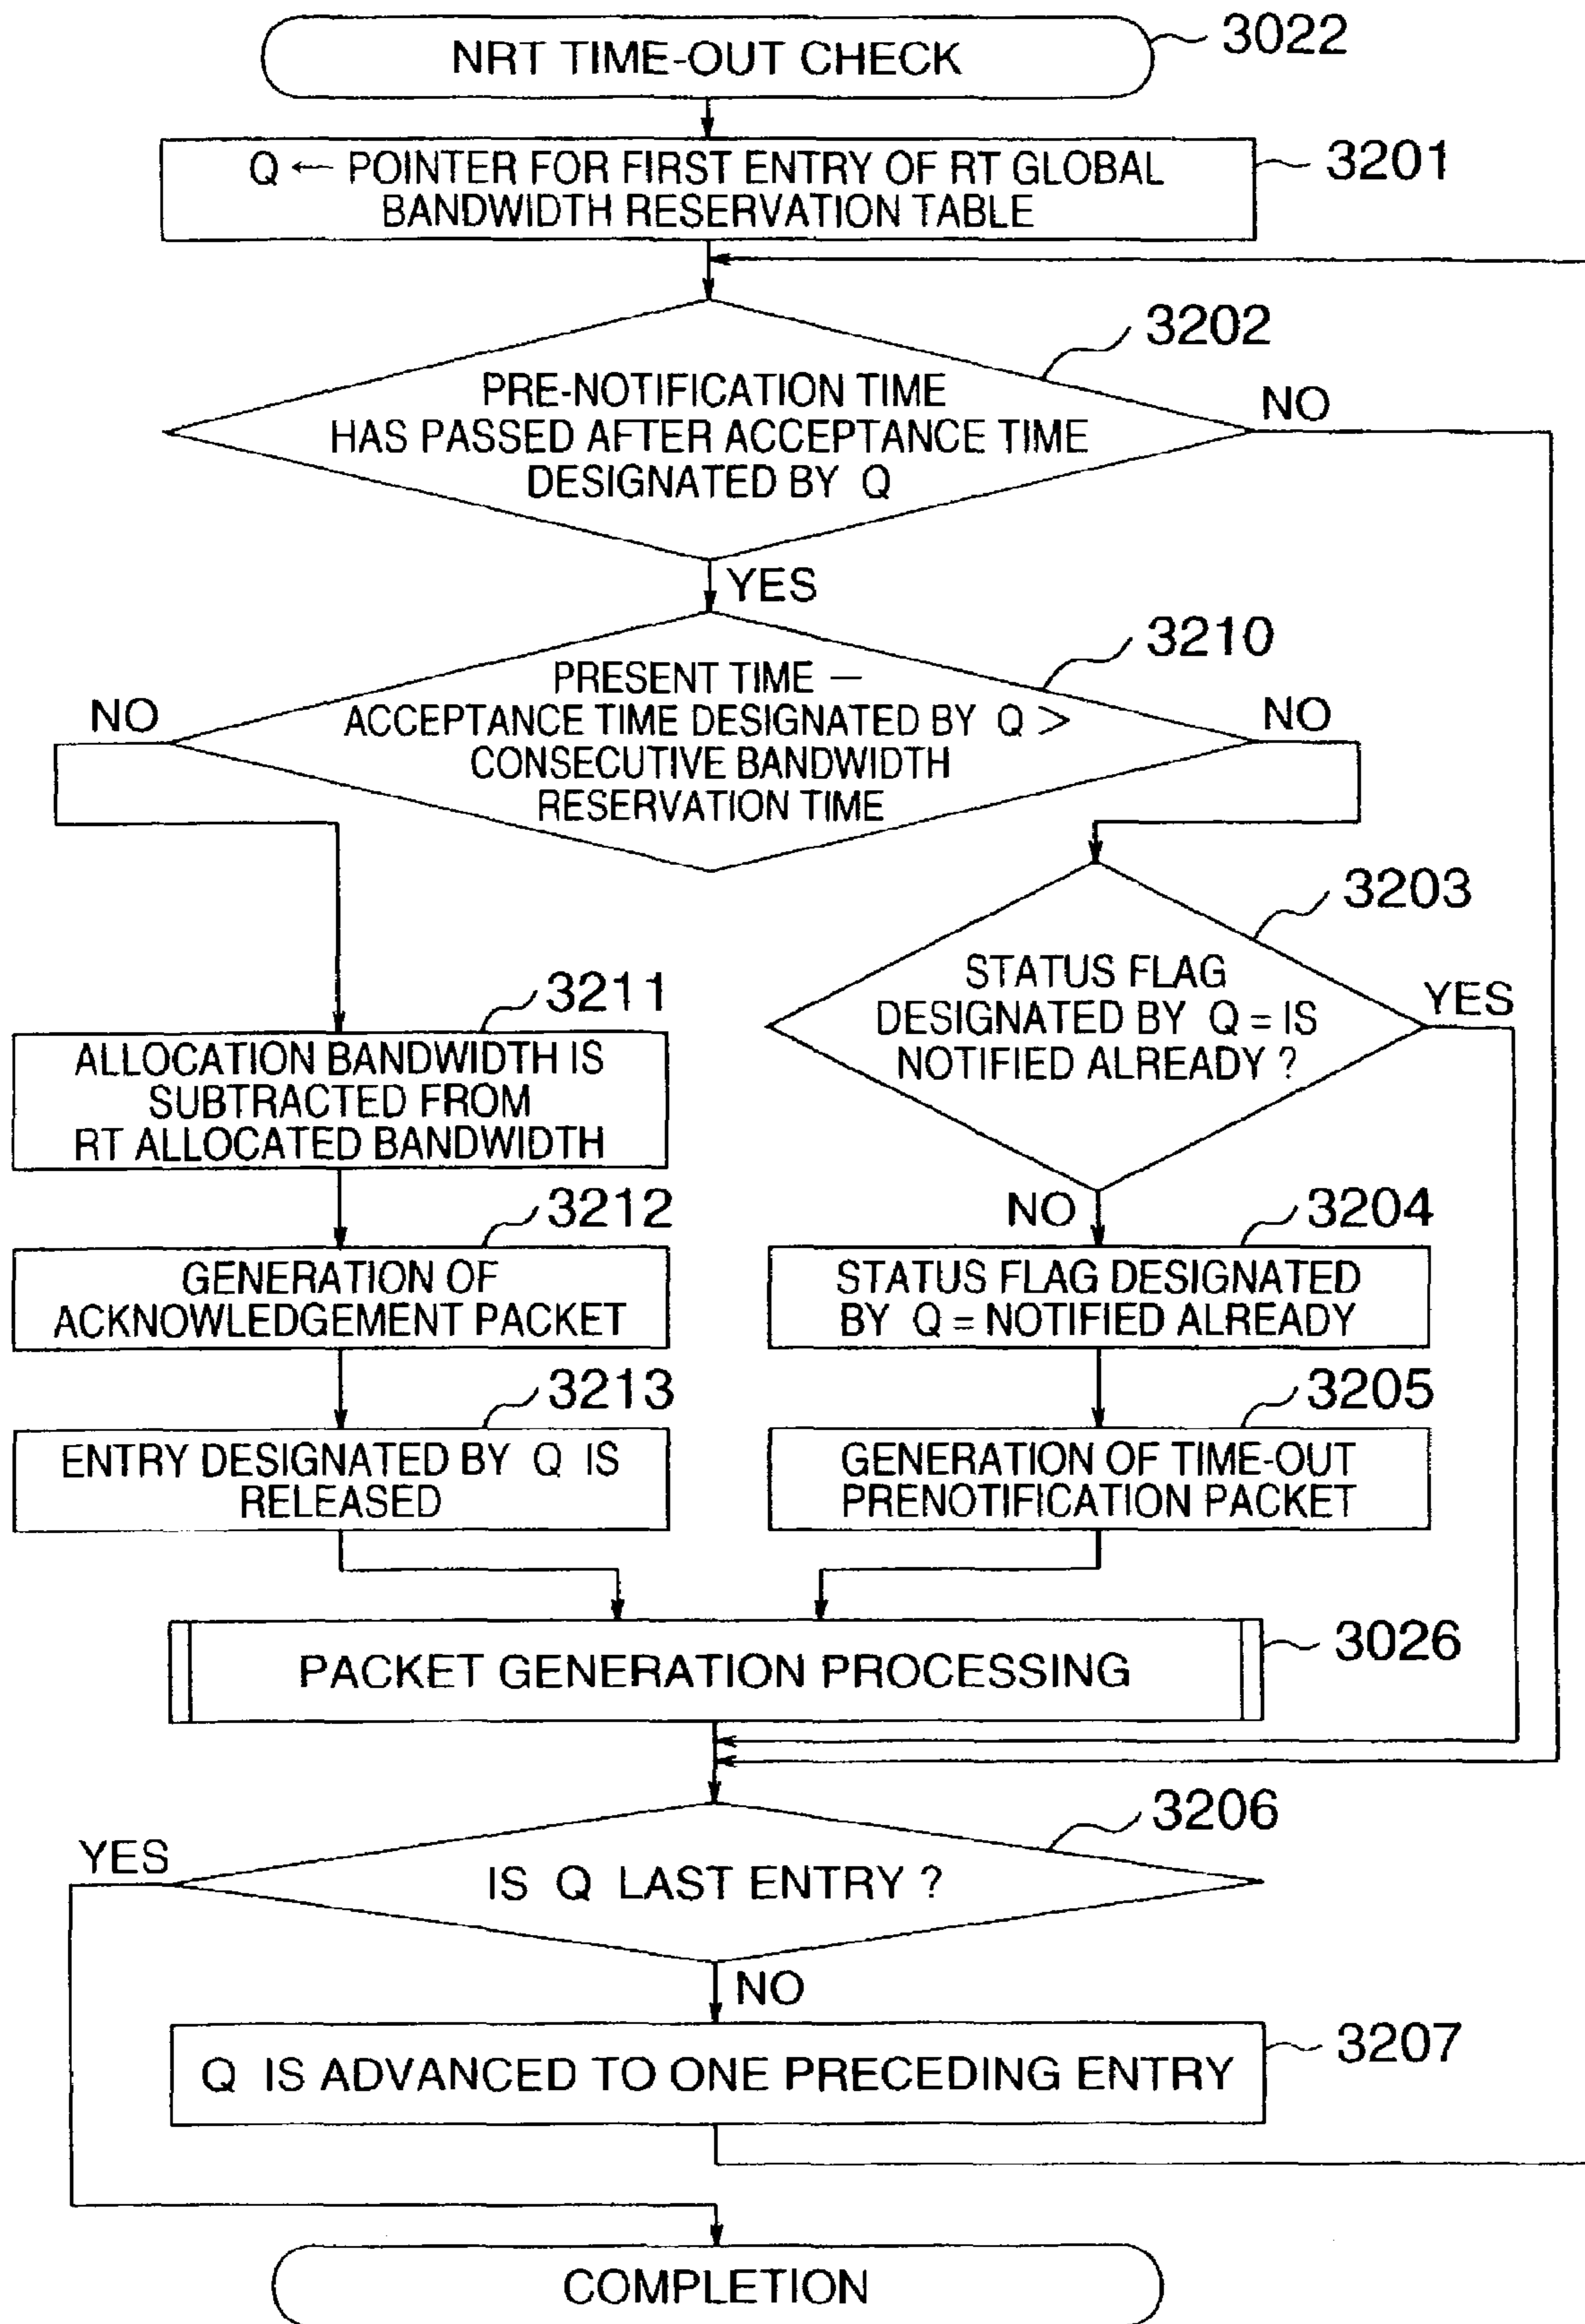 NRT TIME-OUT CHECK
3022
Q ← POINTER FOR FIRST ENTRY OF RT GLOBAL
BANDWIDTH RESERVATION TABLE
3201
3202
PRE-NOTIFICATION TIME
HAS PASSED AFTER ACCEPTANCE TIME
DESIGNATED BY Q
NO
YES
3210
PRESENT TIME —
ACCEPTANCE TIME DESIGNATED BY Q >
CONSECUTIVE BANDWIDTH
RESERVATION TIME
NO
NO
3203
STATUS FLAG
DESIGNATED BY Q = IS
NOTIFIED ALREADY ?
YES
NO
3211
ALLOCATION BANDWIDTH IS
SUBTRACTED FROM
RT ALLOCATED BANDWIDTH
3212
GENERATION OF
ACKNOWLEDGEMENT PACKET
3204
STATUS FLAG DESIGNATED
BY Q = NOTIFIED ALREADY
3213
ENTRY DESIGNATED BY Q IS
RELEASED
3205
GENERATION OF TIME-OUT
PRENOTIFICATION PACKET
PACKET GENERATION PROCESSING
3026
3206
IS Q LAST ENTRY ?
YES
NO
Q IS ADVANCED TO ONE PRECEDING ENTRY
3207
COMPLETION